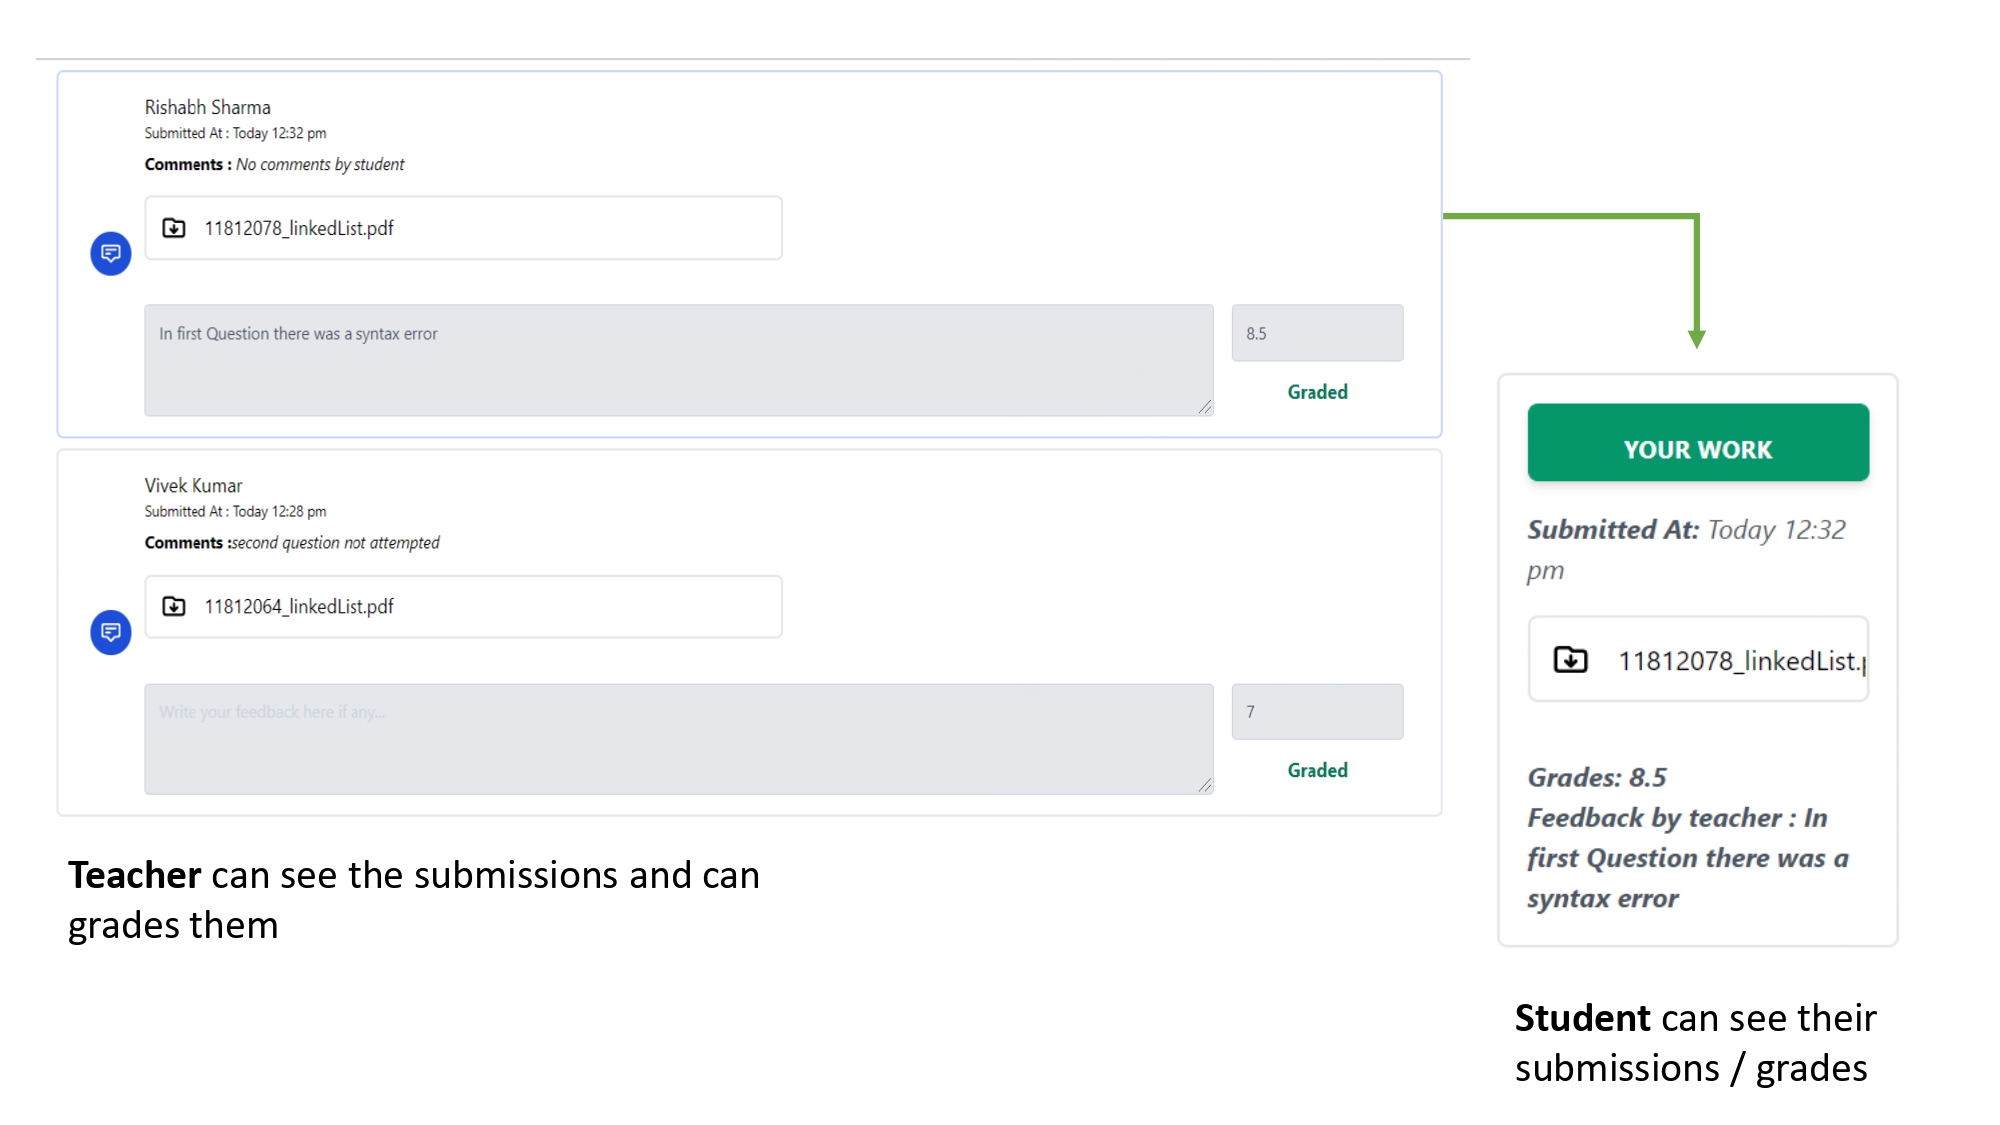 Rishabh Sharma
Submitted At : Today 12:32 pm
Comments : No comments by student
11812078_linkedList.pdf
In first Question there was a syntax error
8.5
Graded
Vivek Kumar
Submitted At : Today 12:28 pm
Comments :second question not attempted
11812064_linkedList.pdf
Write your feedback here if any...
7
Graded
Teacher can see the submissions and can
grades them
YOUR WORK
Submitted At: Today 12:32
pm
11812078_linkedList.p
Grades: 8.5
Feedback by teacher : In
first Question there was a
syntax error
Student can see their
submissions / grades